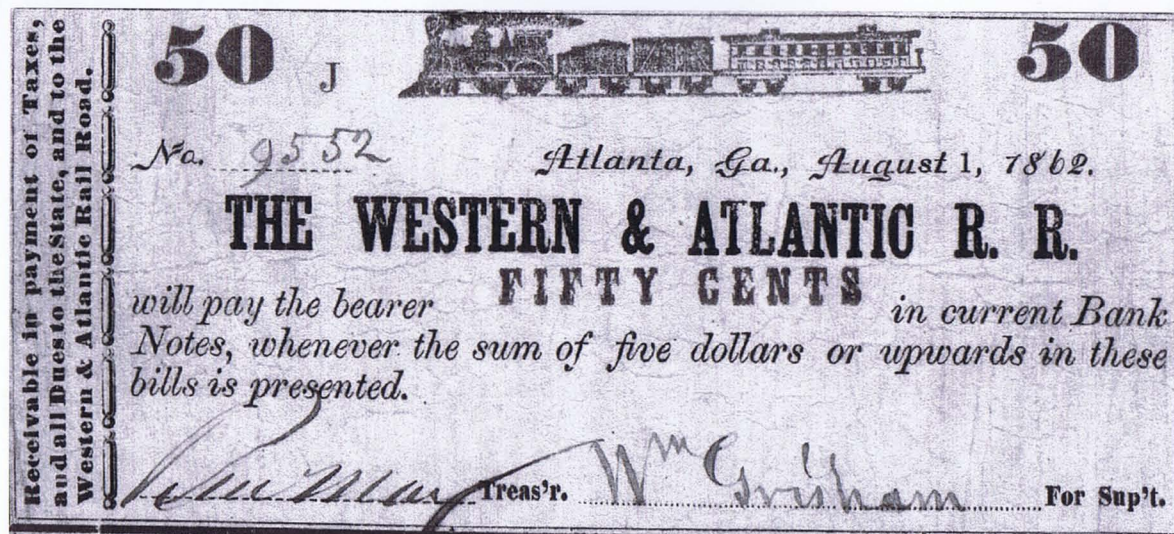 Receivable in payment of Taxes,
and all Dues to the State, and to the
Western & Atlantic Rail Road.
50 J 50
No. 9552 Atlanta, Ga., August 1, 1862.
THE WESTERN & ATLANTIC R. R.
will pay the bearer FIFTY CENTS in current Bank
Notes, whenever the sum of five dollars or upwards in these
bills is presented.
Treas'r. Wm Grisham For Sup't.